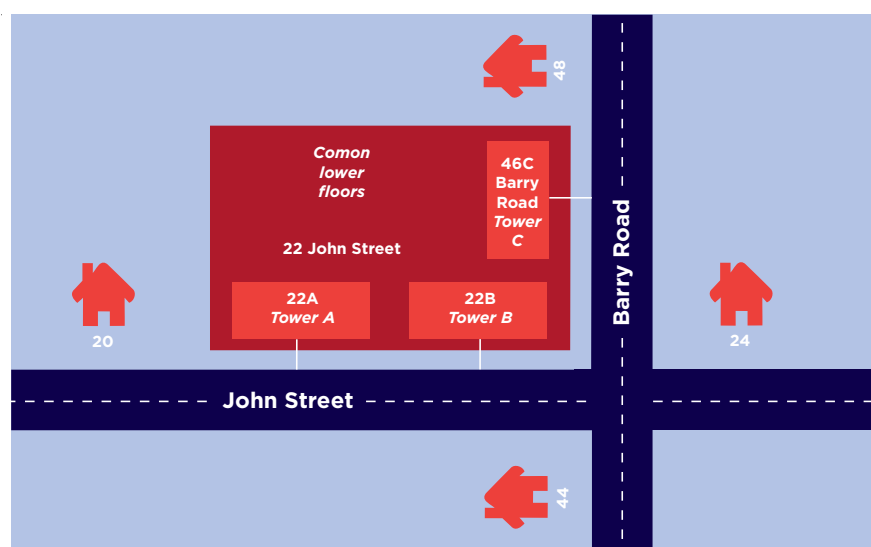 48
Comon
lower
floors
46C
Barry
Road
Tower
C
22 John Street
Barry Road
22A
Tower A
22B
Tower B
20
24
John Street
44